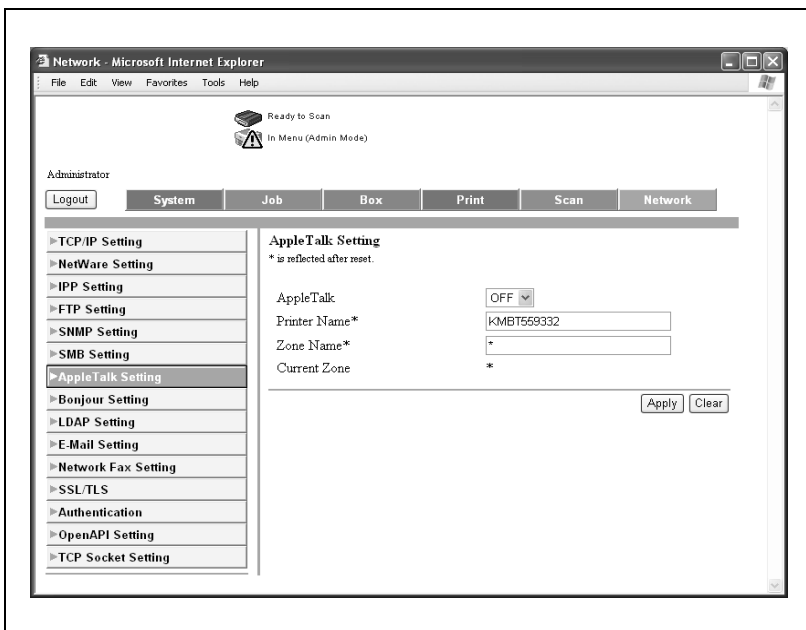 Network - Microsoft Internet Explorer
File Edit View Favorites Tools Help
Ready to Scan
In Menu (Admin Mode)
Administrator
Logout System Job Box Print Scan Network
TCP/IP Setting
NetWare Setting
IPP Setting
FTP Setting
SNMP Setting
SMB Setting
AppleTalk Setting
Bonjour Setting
LDAP Setting
E-Mail Setting
Network Fax Setting
SSL/TLS
Authentication
OpenAPI Setting
TCP Socket Setting
AppleTalk Setting
* is reflected after reset.
AppleTalk OFF
Printer Name* KMBT559332
Zone Name* *
Current Zone *
Apply Clear